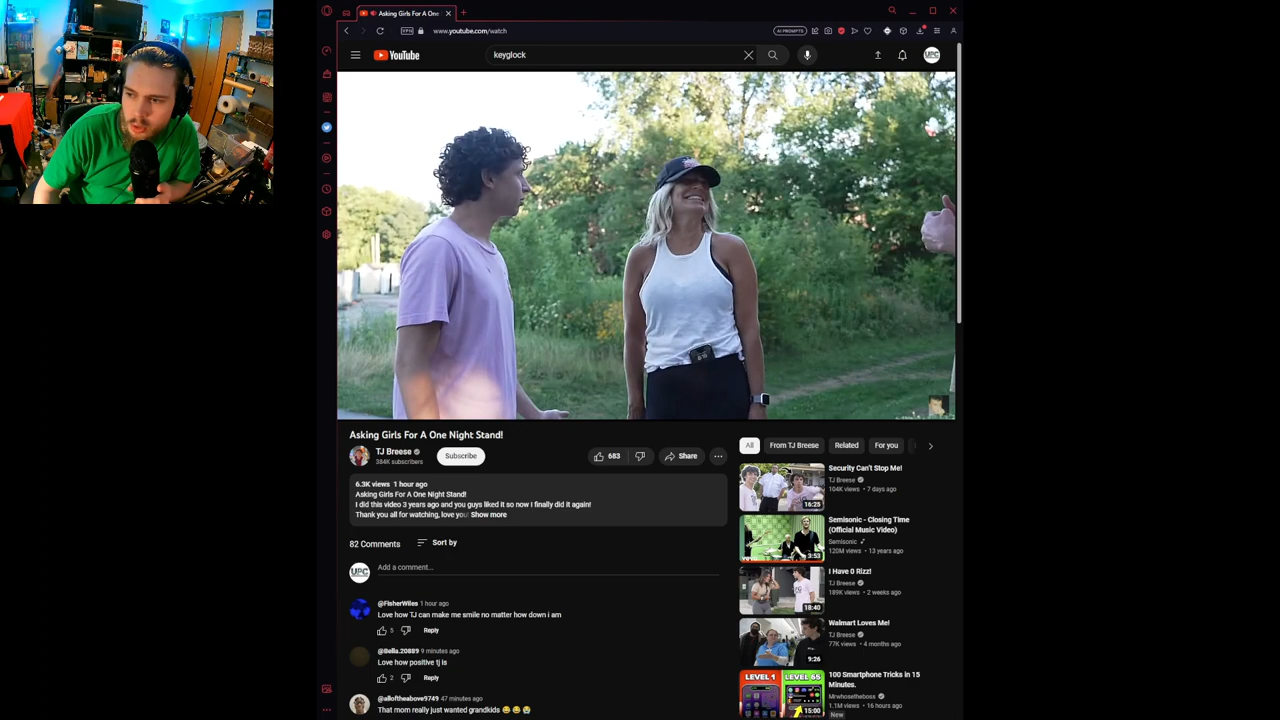 Asking Girls For A One
VPN
www.youtube.com/watch
AI PROMPTS
YouTube
keyglock
UPC
Asking Girls For A One Night Stand!
TJ Breese
384K subscribers
Subscribe
683
Share
6.3K views 1 hour ago
Asking Girls For A One Night Stand!
I did this video 3 years ago and you guys liked it so now I finally did it again!
Thank you all for watching, love you Show more
82 Comments
Sort by
UPC
Add a comment...
@FisherWiles 1 hour ago
Love how TJ can make me smile no matter how down i am
5
Reply
@Bella.20889 9 minutes ago
Love how positive tj is
2
Reply
@alloftheabove9749 47 minutes ago
That mom really just wanted grandkids 😂😂😭
All
From TJ Breese
Related
For you
Security Can't Stop Me!
TJ Breese
104K views • 7 days ago
16:25
Semisonic - Closing Time
(Official Music Video)
Semisonic
120M views • 13 years ago
3:53
I Have 0 Rizz!
TJ Breese
189K views • 2 weeks ago
18:40
Walmart Loves Me!
TJ Breese
77K views • 4 months ago
9:26
LEVEL 1
LEVEL 65
15:00
100 Smartphone Tricks in 15
Minutes.
Mrwhosetheboss
1.1M views • 16 hours ago
New